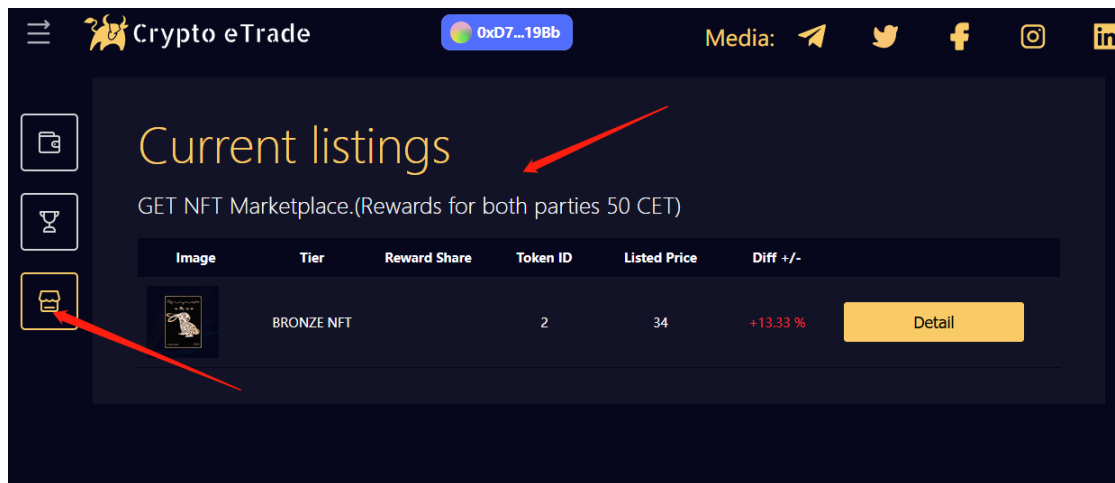 Crypto eTrade
0xD7...19Bb
Media:
Current listings
GET NFT Marketplace.(Rewards for both parties 50 CET)
Image Tier Reward Share Token ID Listed Price Diff +/-
BRONZE NFT 2 34 +13.33 % Detail